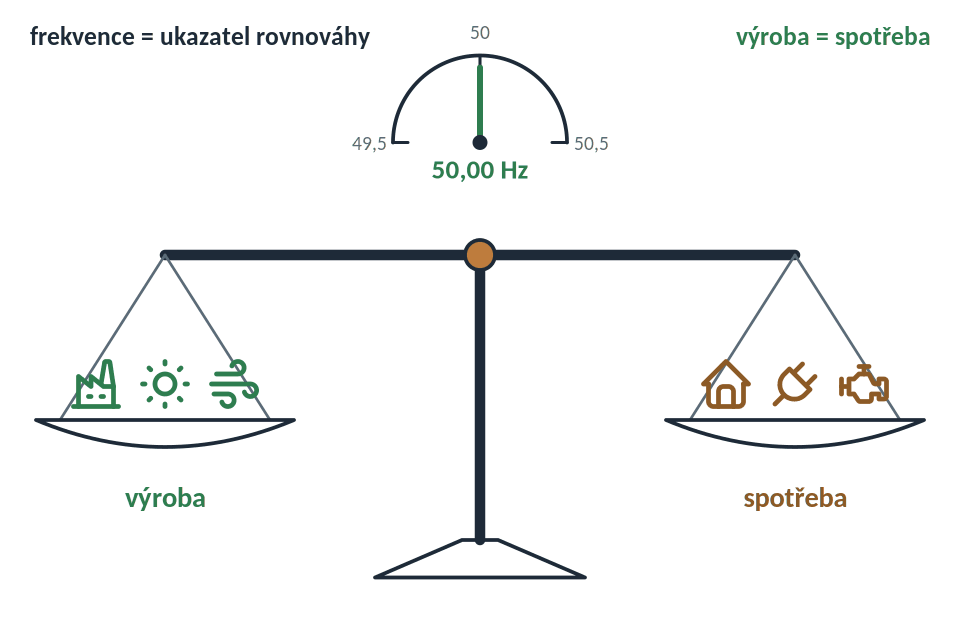 frekvence = ukazatel rovnováhy
50
výroba = spotřeba
49,5
50,5
50,00 Hz
výroba
spotřeba